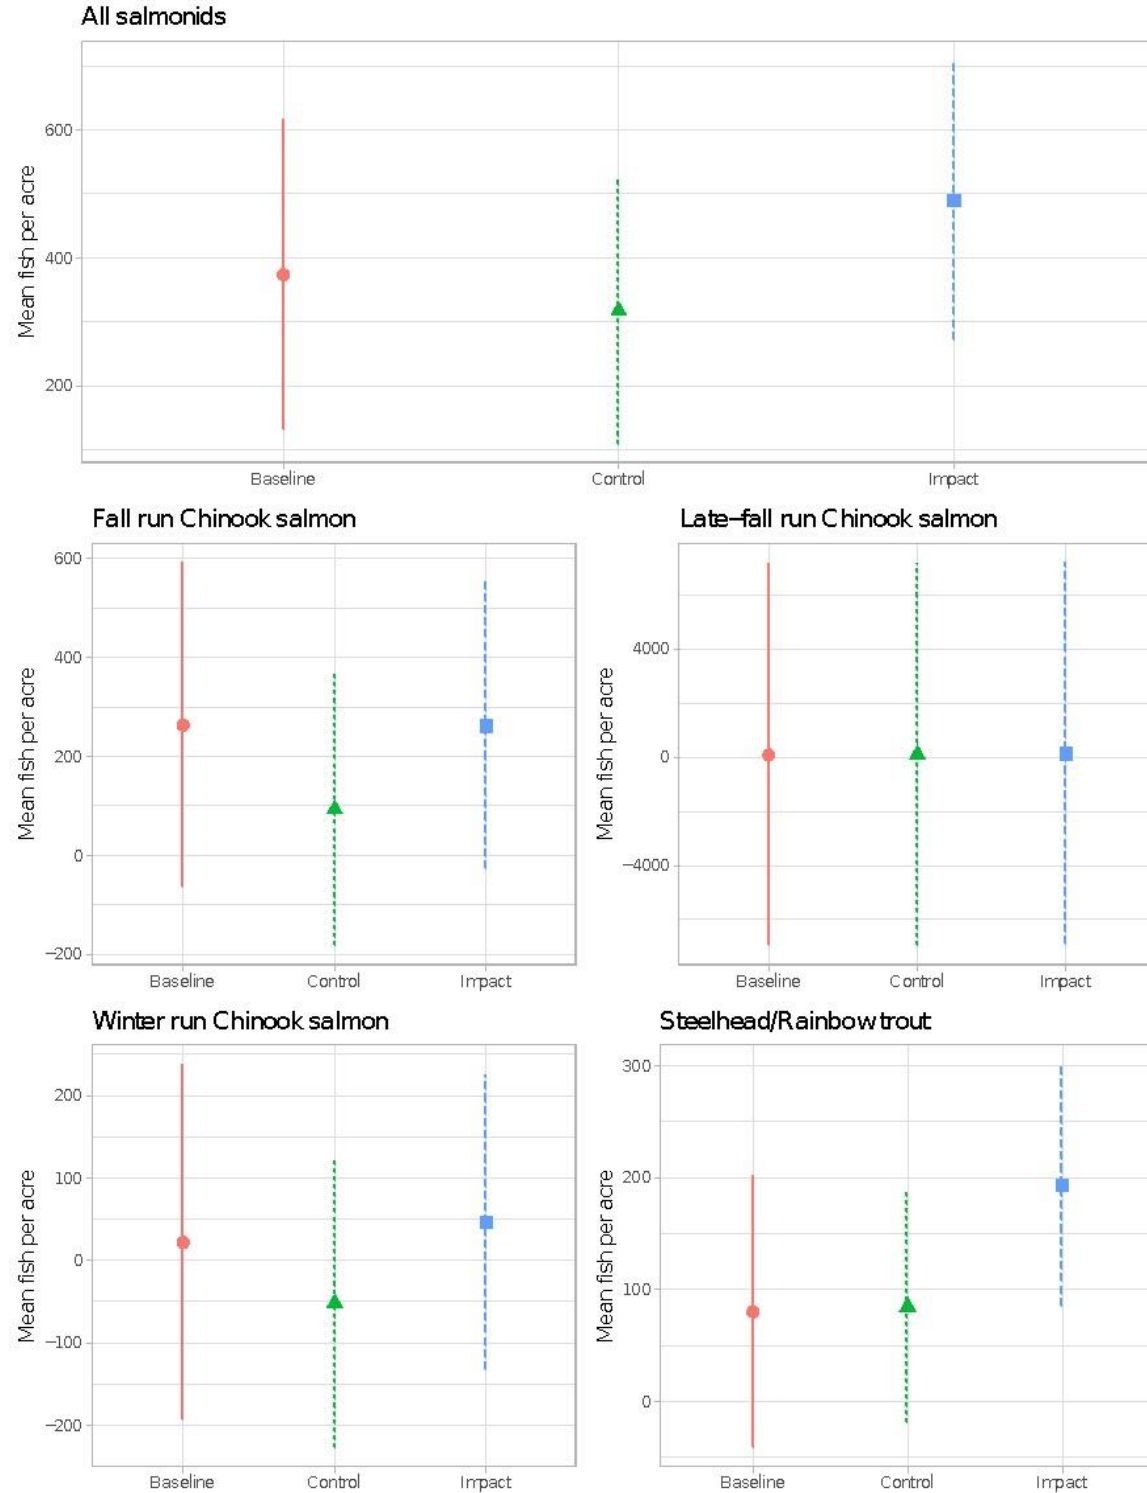 All salmonids
Mean fish per acre
600
400
200
Baseline Control Impact
Fall run Chinook salmon
Mean fish per acre
600
400
200
0
−200
Baseline Control Impact
Late−fall run Chinook salmon
Mean fish per acre
4000
0
−4000
Baseline Control Impact
Winter run Chinook salmon
Mean fish per acre
200
100
0
−100
−200
Baseline Control Impact
Steelhead/Rainbow trout
Mean fish per acre
300
200
100
0
Baseline Control Impact